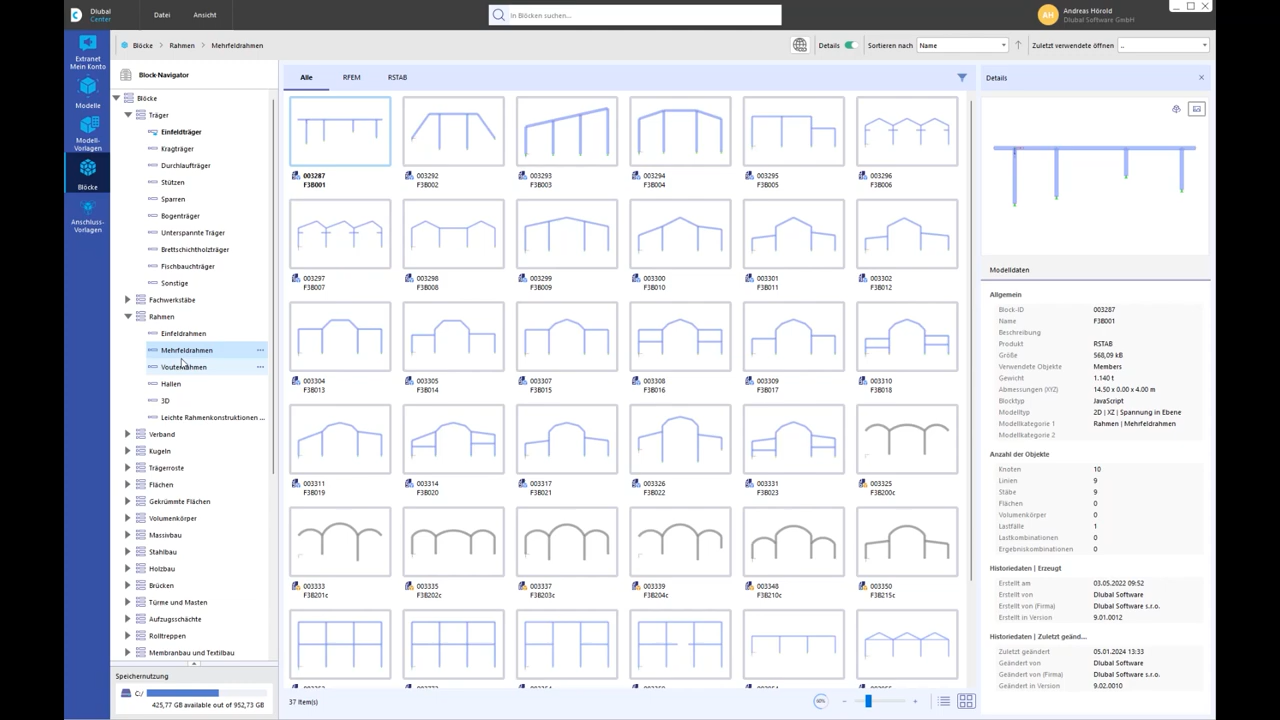 Dlubal
Center
Datei
Ansicht
In Blöcken suchen...
AH
Andreas Hörold
Dlubal Software GmbH
Extranet
Mein Konto
Modelle
Modell-
Vorlagen
Blöcke
Anschluss-
Vorlagen
Blöcke > Rahmen > Mehrfeldrahmen
Details
Sortieren nach
Name
Zuletzt verwendete öffnen
..
Block-Navigator
Blöcke
Träger
Einfeldträger
Kragträger
Durchlaufträger
Stützen
Sparren
Bogenträger
Unterspannte Träger
Brettschichtholzträger
Fischbauchträger
Sonstige
Fachwerkstäbe
Rahmen
Einfeldrahmen
Mehrfeldrahmen
Voutenrahmen
Hallen
3D
Leichte Rahmenkonstruktionen ...
Verband
Kugeln
Trägerroste
Flächen
Gekrümmte Flächen
Volumenkörper
Massivbau
Stahlbau
Holzbau
Brücken
Türme und Masten
Aufzugsschächte
Rolltreppen
Membranbau und Textilbau
Speichernutzung
C:/
425,77 GB available out of 952,73 GB
Alle
RFEM
RSTAB
003287
F3B001
003292
F3B002
003293
F3B003
003294
F3B004
003295
F3B005
003296
F3B006
003297
F3B007
003298
F3B008
003299
F3B009
003300
F3B010
003301
F3B011
003302
F3B012
003304
F3B013
003305
F3B014
003307
F3B015
003308
F3B016
003309
F3B017
003310
F3B018
003311
F3B019
003314
F3B020
003317
F3B021
003326
F3B022
003331
F3B023
003325
F3B200c
003333
F3B201c
003335
F3B202c
003337
F3B203c
003339
F3B204c
003348
F3B210c
003350
F3B215c
37 Item(s)
60%
Details
Modelldaten
Allgemein
Block-ID 003287
Name F3B001
Beschreibung
Produkt RSTAB
Größe 568,09 kB
Verwendete Objekte Members
Gewicht 1.140 t
Abmessungen (XYZ) 14.50 x 0.00 x 4.00 m
Blocktyp JavaScript
Modelltyp 2D | XZ | Spannung in Ebene
Modellkategorie 1 Rahmen | Mehrfeldrahmen
Modellkategorie 2
Anzahl der Objekte
Knoten 10
Linien 9
Stäbe 9
Flächen 0
Volumenkörper 0
Lastfälle 1
Lastkombinationen 0
Ergebniskombinationen 0
Historiedaten | Erzeugt
Erstellt am 03.05.2022 09:52
Erstellt von Dlubal Software
Erstellt von (Firma) Dlubal Software s.r.o.
Erstellt in Version 9.01.0012
Historiedaten | Zuletzt geänd...
Zuletzt geändert 05.01.2024 13:33
Geändert von Dlubal Software
Geändert von (Firma) Dlubal Software s.r.o.
Geändert in Version 9.02.0010